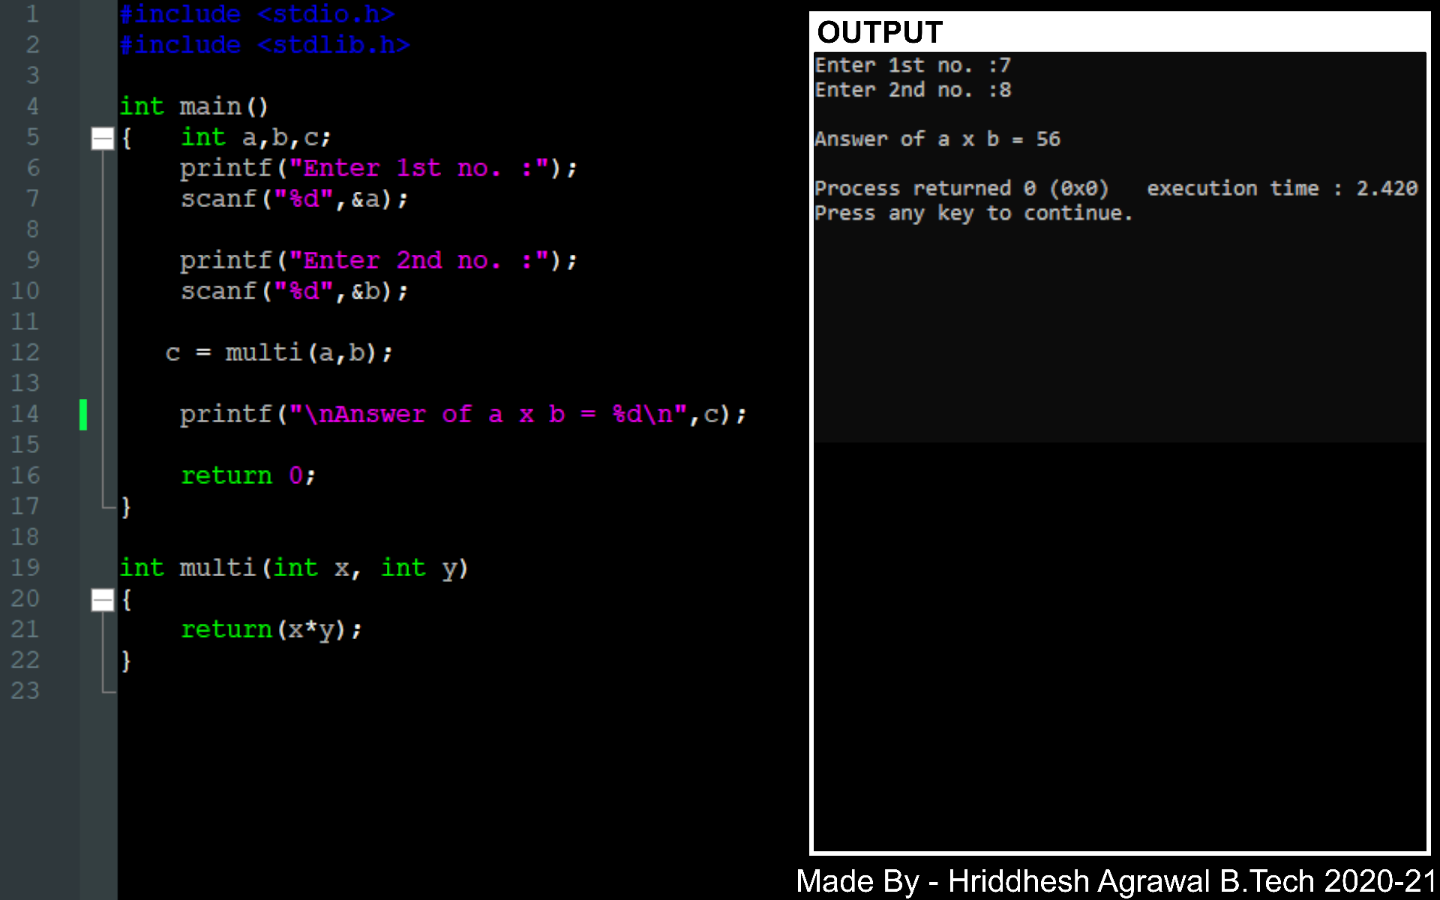 1 #include <stdio.h>
2 #include <stdlib.h>
3
4 int main()
5 {    int a,b,c;
6     printf("Enter 1st no. :");
7     scanf("%d",&a);
8
9     printf("Enter 2nd no. :");
10     scanf("%d",&b);
11
12    c = multi(a,b);
13
14     printf("\nAnswer of a x b = %d\n",c);
15
16     return 0;
17 }
18
19 int multi(int x, int y)
20 {
21     return(x*y);
22 }
23
OUTPUT
Enter 1st no. :7
Enter 2nd no. :8
Answer of a x b = 56
Process returned 0 (0x0)   execution time : 2.420
Press any key to continue.
Made By - Hriddhesh Agrawal B.Tech 2020-21